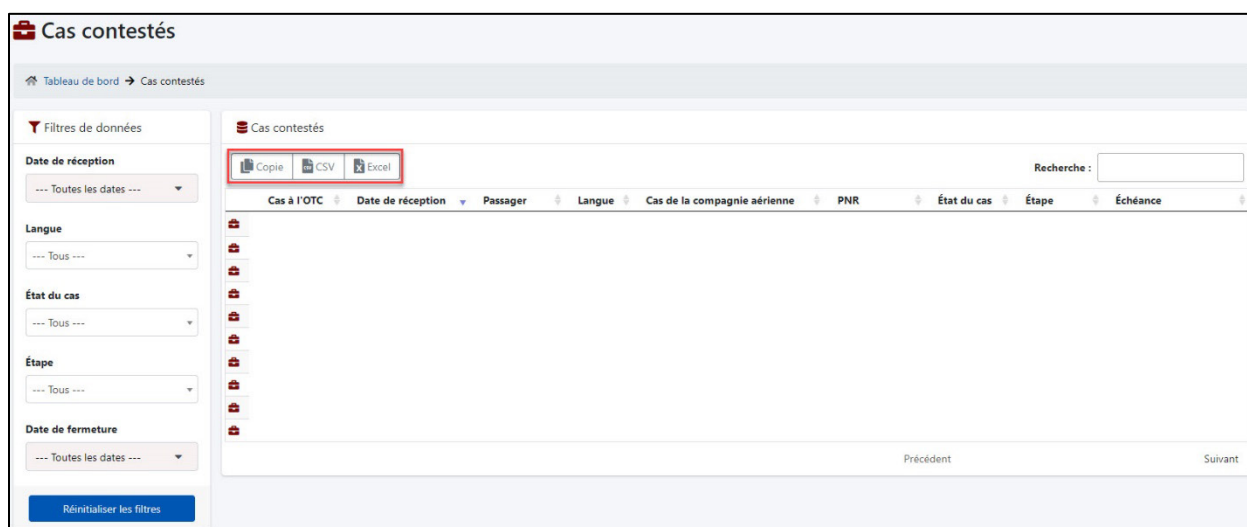 Cas contestés
Tableau de bord → Cas contestés
Filtres de données
Date de réception
--- Toutes les dates ---
Langue
--- Tous ---
État du cas
--- Tous ---
Étape
--- Tous ---
Date de fermeture
--- Toutes les dates ---
Réinitialiser les filtres
Cas contestés
Copie CSV Excel
Recherche :
Cas à l'OTC Date de réception Passager Langue Cas de la compagnie aérienne PNR État du cas Étape Échéance
Précédent Suivant